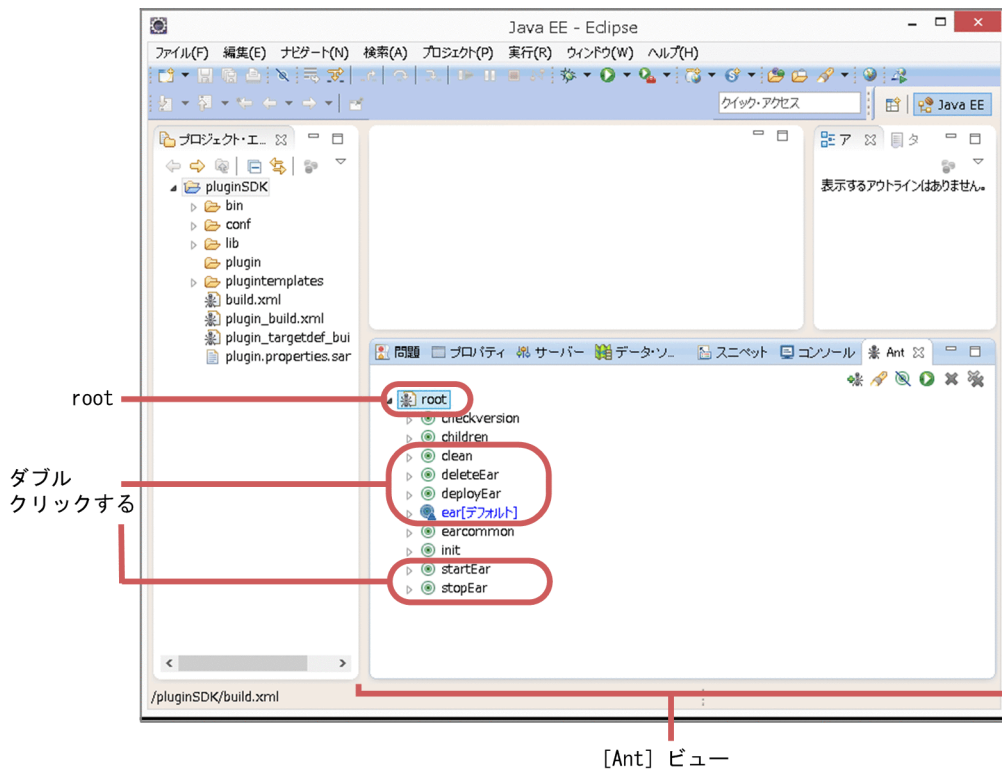 Java EE - Eclipse
ファイル(F) 編集(E) ナビゲート(N) 検索(A) プロジェクト(P) 実行(R) ウィンドウ(W) ヘルプ(H)
クイック・アクセス
Java EE
プロジェクト・エ...
pluginSDK
bin
conf
lib
plugin
plugintemplates
build.xml
plugin_build.xml
plugin_targetdef_bui
plugin.properties.sar
ア
タ
表示するアウトラインはありません。
問題 プロパティ サーバー データ・ソ... スニペット コンソール Ant
root
checkversion
children
clean
deleteEar
deployEar
ear[デフォルト]
earcommon
init
startEar
stopEar
/pluginSDK/build.xml
root
ダブル
クリックする
[Ant] ビュー